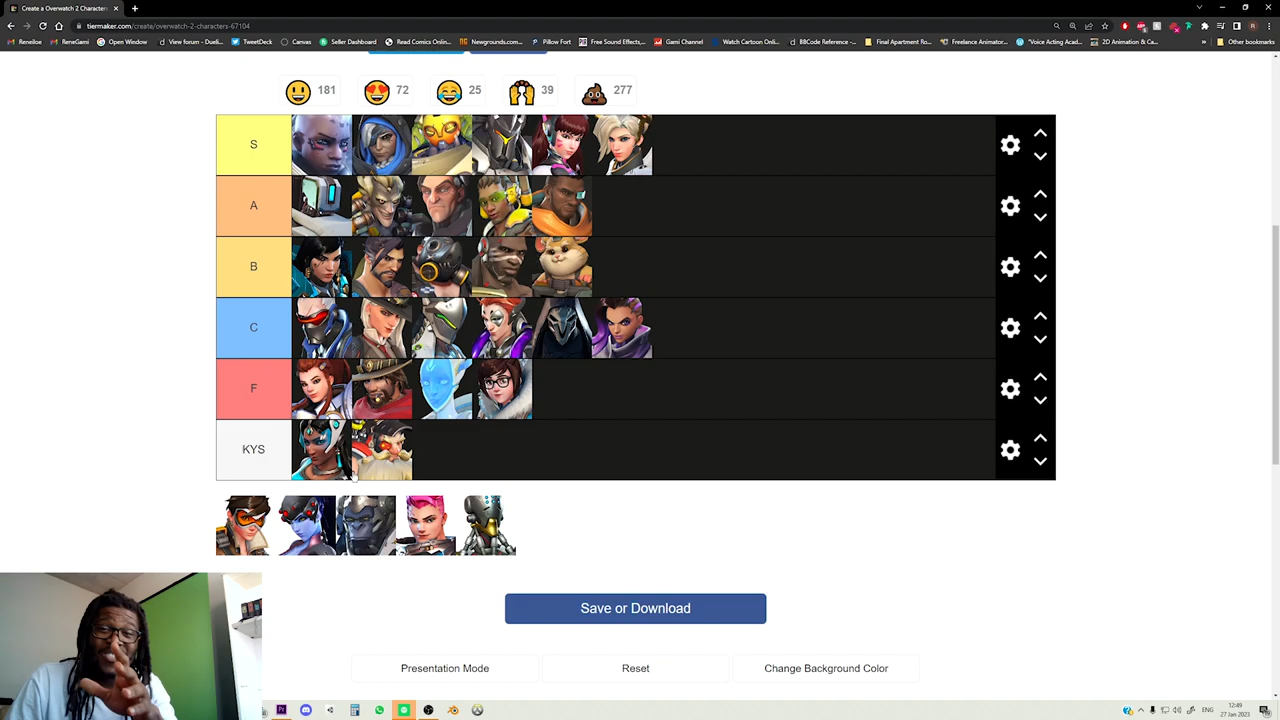 Create a Overwatch 2 Characters
tiermaker.com/create/overwatch-2-characters-67104
Reneiloe
ReneGami
Open Window
View forum - Dueli...
TweetDeck
Canvas
Seller Dashboard
Read Comics Onlin...
Newgrounds.com...
Pillow Fort
Free Sound Effects,...
Gami Channel
Watch Cartoon Onli...
BBCode Reference -...
Final Apartment Ro...
Freelance Animator...
"Voice Acting Acad...
2D Animation & Ca...
Other bookmarks
181
72
25
39
277
S
A
B
C
F
KYS
Save or Download
Presentation Mode
Reset
Change Background Color
ENG
12:49
27 Jan 2023